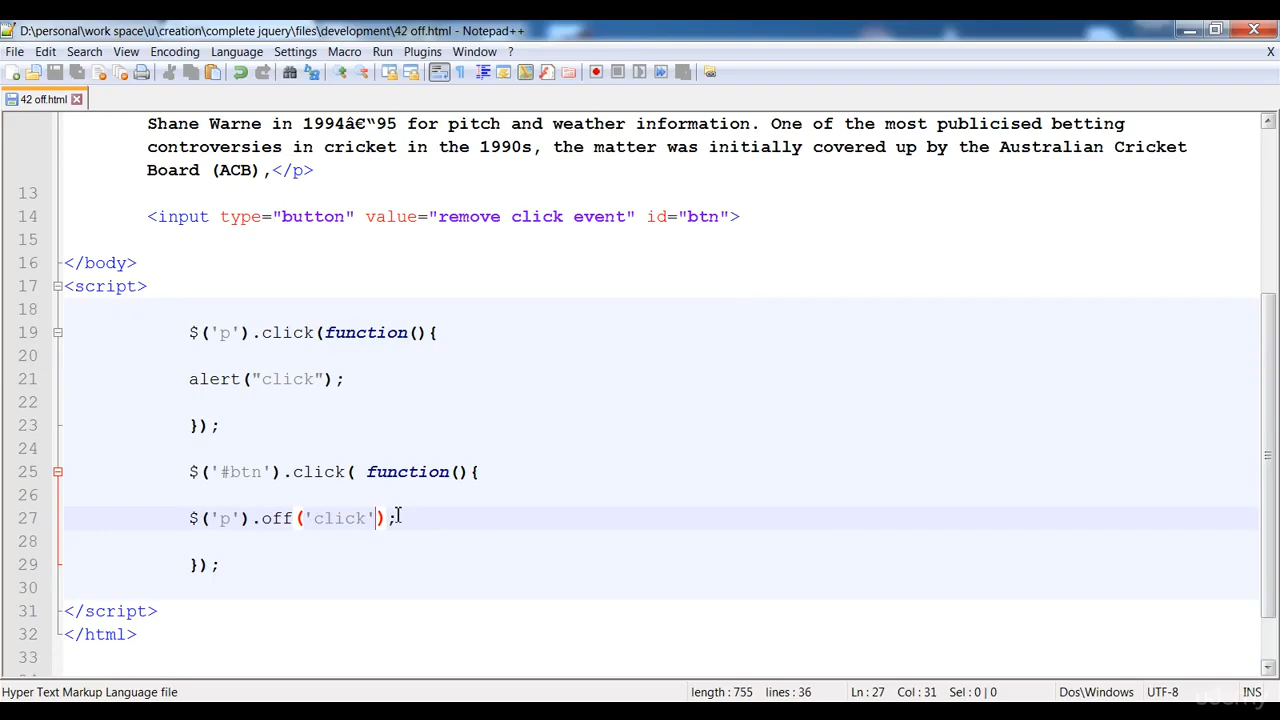 D:\personal\work space\u\creation\complete jquery\files\development\42 off.html - Notepad++
File Edit Search View Encoding Language Settings Macro Run Plugins Window ? X
42 off.html
Shane Warne in 1994â€“95 for pitch and weather information. One of the most publicised betting
controversies in cricket in the 1990s, the matter was initially covered up by the Australian Cricket
Board (ACB),</p>
13
14 <input type="button" value="remove click event" id="btn">
15
16 </body>
17 <script>
18
19 $('p').click(function(){
20
21 alert("click");
22
23 });
24
25 $('#btn').click( function(){
26
27 $('p').off('click');
28
29 });
30
31 </script>
32 </html>
33
Hyper Text Markup Language file length : 755 lines : 36 Ln : 27 Col : 31 Sel : 0 | 0 Dos\Windows UTF-8 INS
udemy